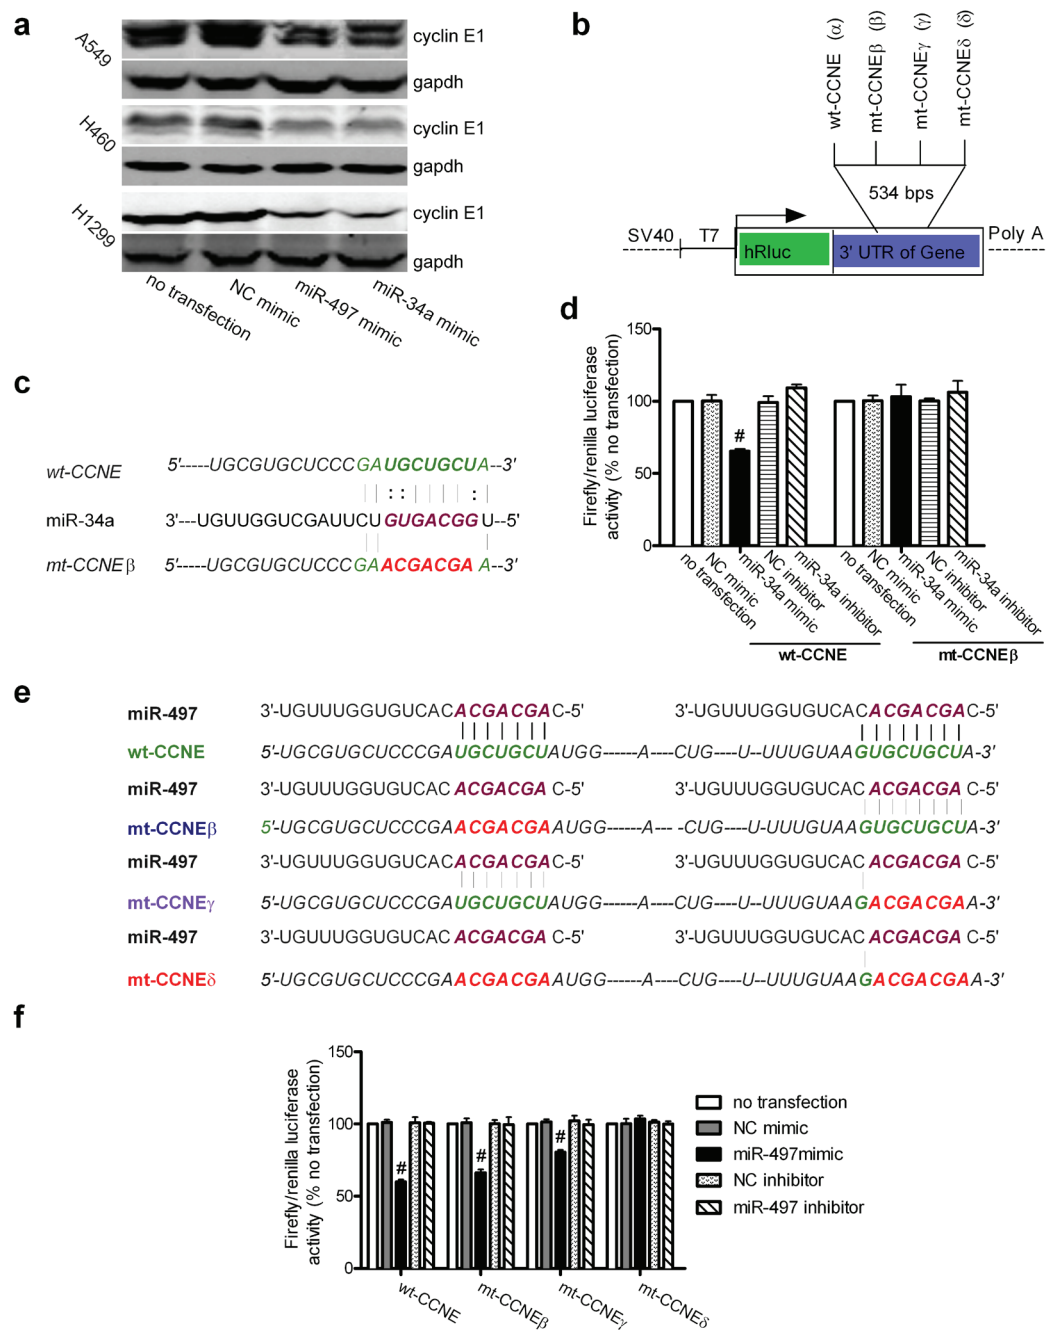 a
A549
cyclin E1
gapdh
H460
cyclin E1
gapdh
H1299
cyclin E1
gapdh
no transfection
NC mimic
miR-497 mimic
miR-34a mimic
b
wt-CCNE (α)
mt-CCNEβ (β)
mt-CCNEγ (γ)
mt-CCNEδ (δ)
534 bps
SV40
T7
hRluc
3' UTR of Gene
Poly A
c
wt-CCNE 5'-----UGCGUGCUCCCGAUGCUGCUA--3'
miR-34a 3'---UGUUGGUCGAUUCUGUGACGGU--5'
mt-CCNEβ 5'-----UGCGUGCUCCCGAACGACGAA--3'
d
Firefly/renilla luciferase
activity (% no transfection)
150
100
50
0
#
no transfection
NC mimic
miR-34a mimic
NC inhibitor
miR-34a inhibitor
no transfection
NC mimic
miR-34a mimic
NC inhibitor
miR-34a inhibitor
wt-CCNE
mt-CCNEβ
e
miR-497 3'-UGUUUGGUGUCACACGACGAC-5' 3'-UGUUUGGUGUCACACGACGAC-5'
wt-CCNE 5'-UGCGUGCUCCCGAUGCUGCUAUGG------A----CUG---U--UUUGUAAGUGCUGCUA-3'
miR-497 3'-UGUUUGGUGUCAC ACGACGA C-5' 3'-UGUUUGGUGUCAC ACGACGA C-5'
mt-CCNEβ 5'-UGCGUGCUCCCGAACGACGAAUGG------A--- -CUG----U-UUUGUAAGUGCUGCUA-3'
miR-497 3'-UGUUUGGUGUCAC ACGACGA C-5' 3'-UGUUUGGUGUCAC ACGACGA C-5'
mt-CCNEγ 5'-UGCGUGCUCCCGAUGCUGCUAUGG------A----CUG---U--UUUGUAAGACGACGAA-3'
miR-497 3'-UGUUUGGUGUCAC ACGACGA C-5' 3'-UGUUUGGUGUCAC ACGACGA C-5'
mt-CCNEδ 5'-UGCGUGCUCCCGAACGACGAAUGG------A----CUG----U--UUUGUAAGACGACGAA-3'
f
Firefly/renilla luciferase
activity (% no transfection)
150
100
50
0
#
#
#
wt-CCNE
mt-CCNEβ
mt-CCNEγ
mt-CCNEδ
no transfection
NC mimic
miR-497mimic
NC inhibitor
miR-497 inhibitor